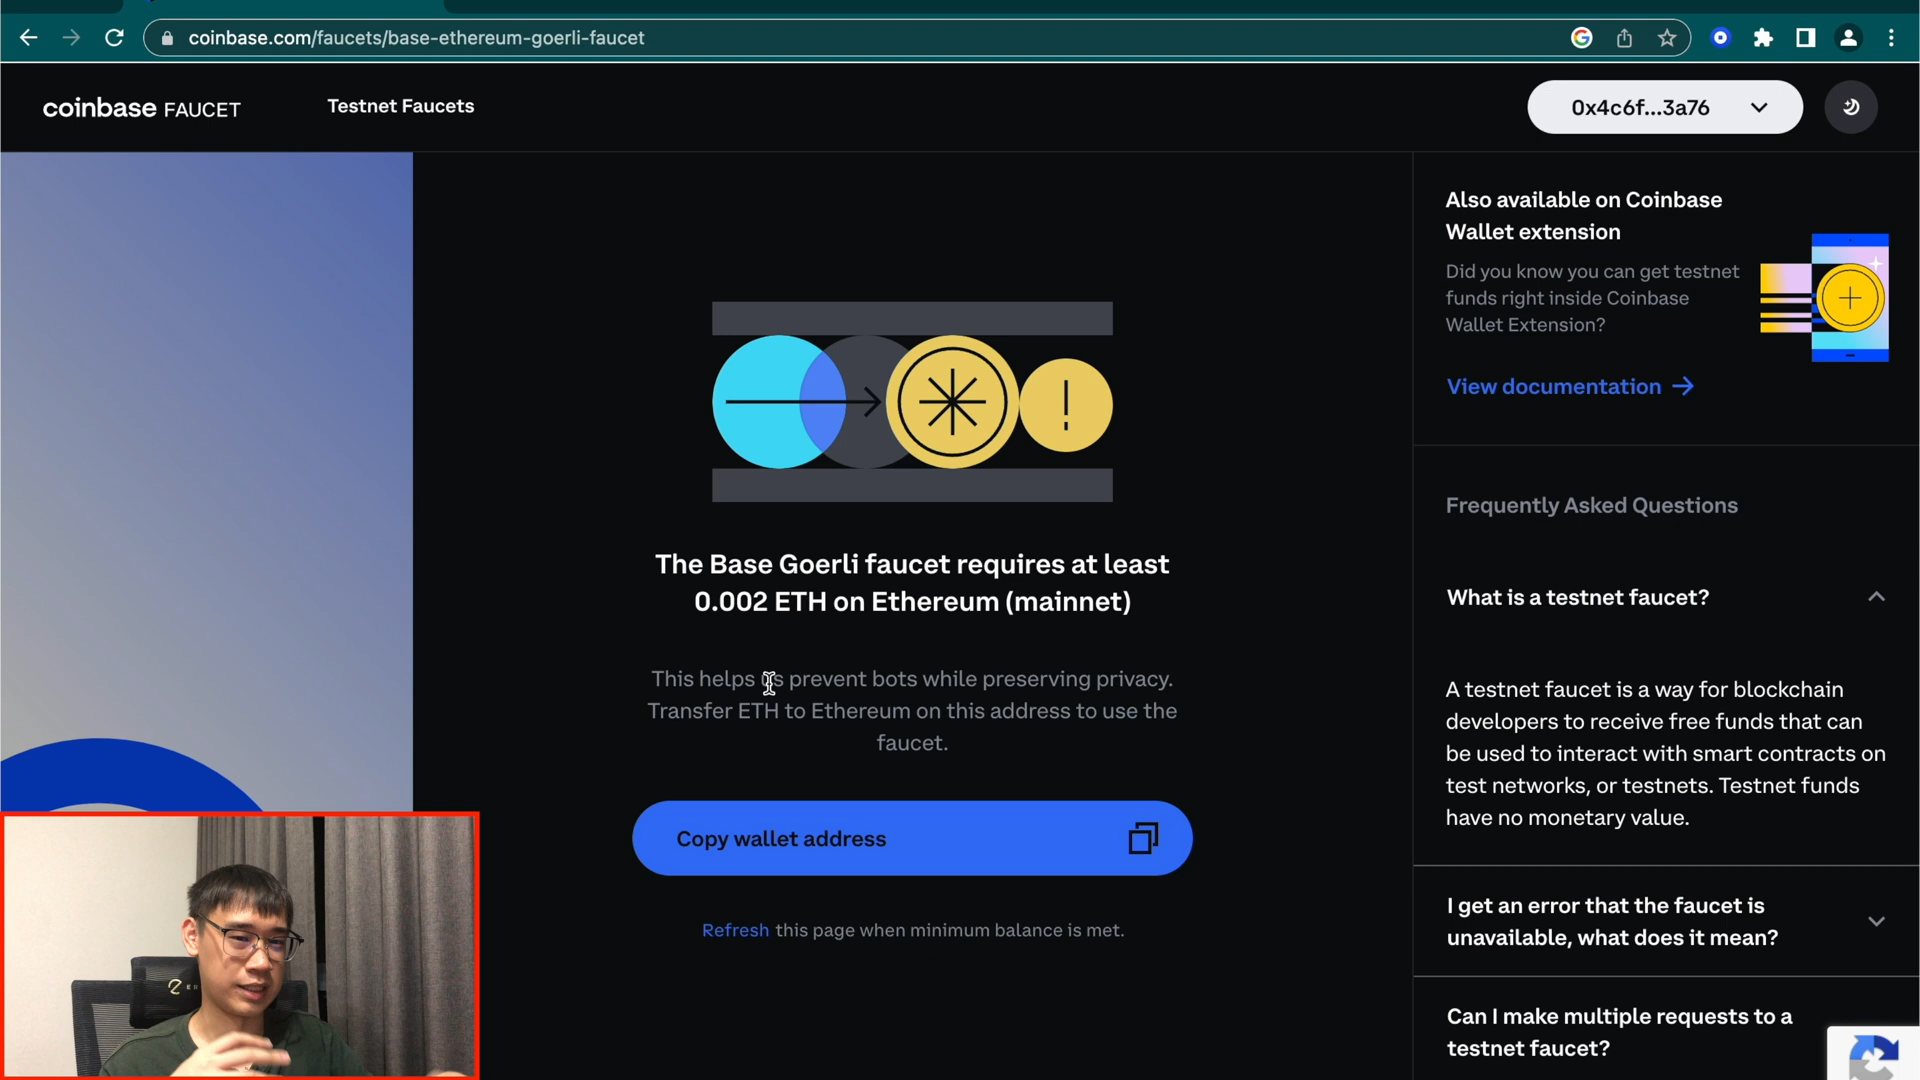 coinbase.com/faucets/base-ethereum-goerli-faucet
coinbase FAUCET
Testnet Faucets
0x4c6f...3a76
Also available on Coinbase
Wallet extension
Did you know you can get testnet
funds right inside Coinbase
Wallet Extension?
View documentation
The Base Goerli faucet requires at least
0.002 ETH on Ethereum (mainnet)
This helps us prevent bots while preserving privacy.
Transfer ETH to Ethereum on this address to use the
faucet.
Copy wallet address
Refresh this page when minimum balance is met.
Frequently Asked Questions
What is a testnet faucet?
A testnet faucet is a way for blockchain
developers to receive free funds that can
be used to interact with smart contracts on
test networks, or testnets. Testnet funds
have no monetary value.
I get an error that the faucet is
unavailable, what does it mean?
Can I make multiple requests to a
testnet faucet?